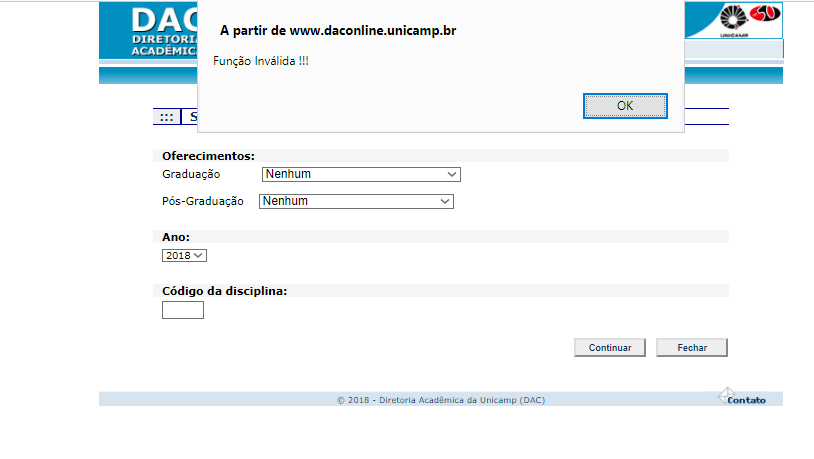 DAC
DIRETORIA
ACADÊMIC
UNICAMP
A partir de www.daconline.unicamp.br
Função Inválida !!!
OK
::: S
Oferecimentos:
Graduação Nenhum
Pós-Graduação Nenhum
Ano:
2018
Código da disciplina:
Continuar Fechar
© 2018 - Diretoria Acadêmica da Unicamp (DAC) Contato